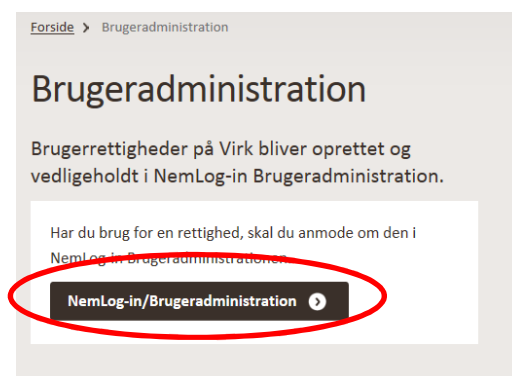 Forside > Brugeradministration
Brugeradministration
Brugerrettigheder på Virk bliver oprettet og
vedligeholdt i NemLog-in Brugeradministration.
Har du brug for en rettighed, skal du anmode om den i
NemLog-in Brugeradministrationen.
NemLog-in/Brugeradministration